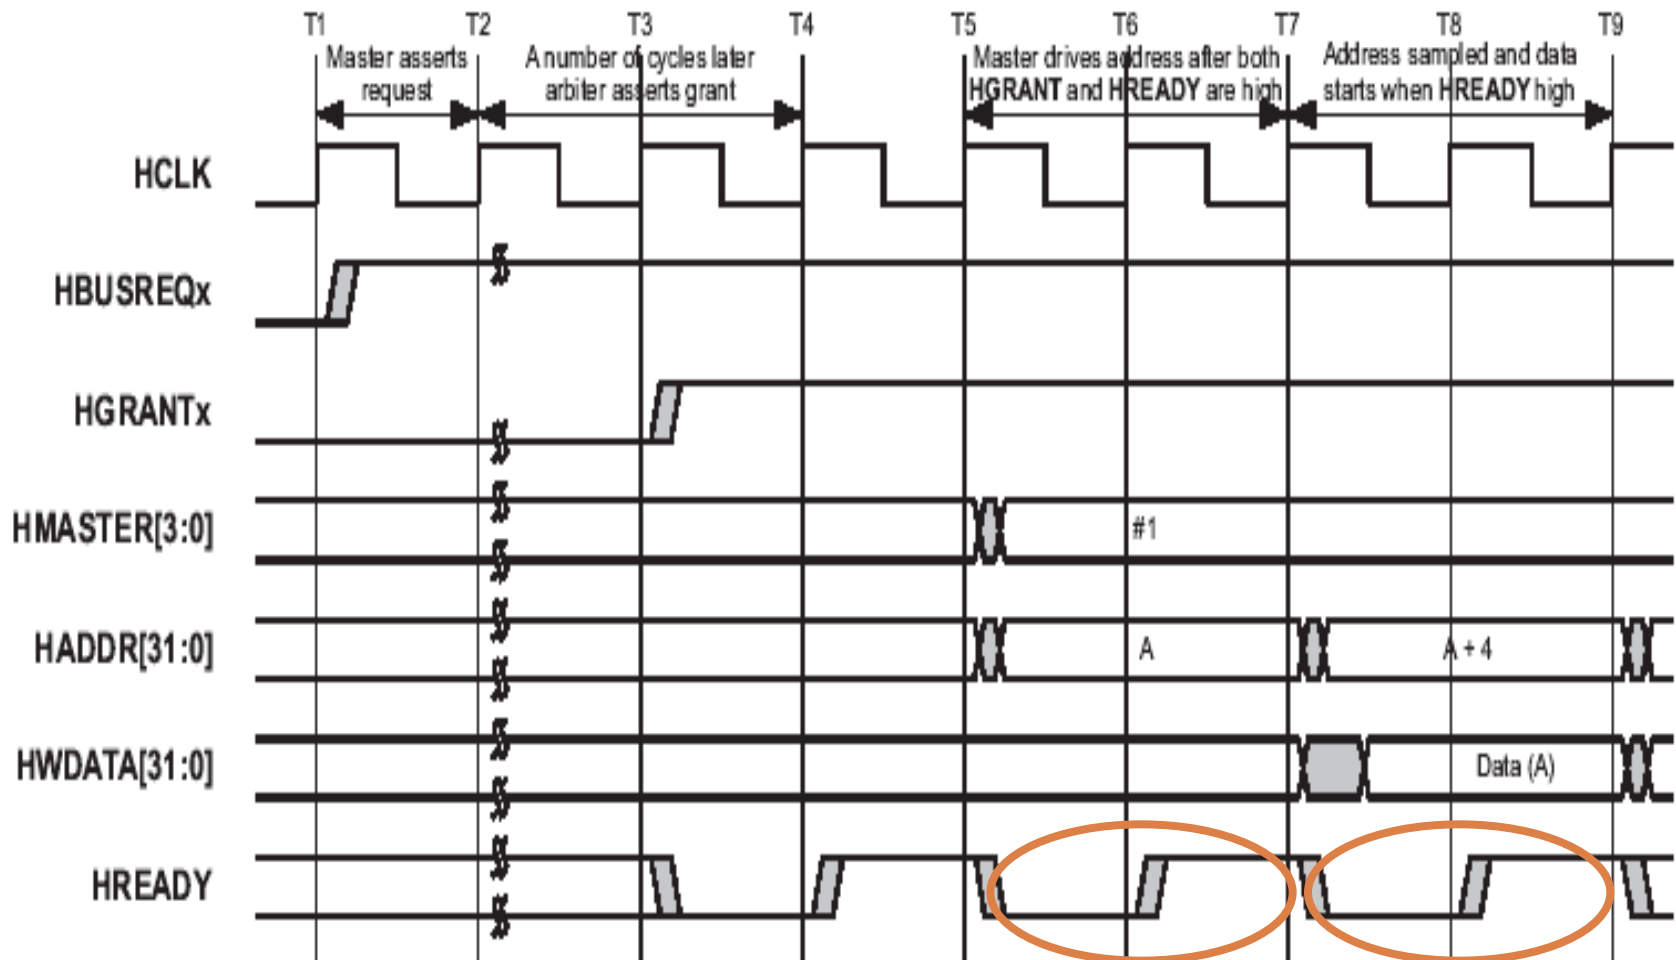 T1 T2 T3 T4 T5 T6 T7 T8 T9
Master asserts
request
A number of cycles later
arbiter asserts grant
Master drives address after both
HGRANT and HREADY are high
Address sampled and data
starts when HREADY high
HCLK
HBUSREQx
HGRANTx
HMASTER[3:0] #1
HADDR[31:0] A A + 4
HWDATA[31:0] Data (A)
HREADY